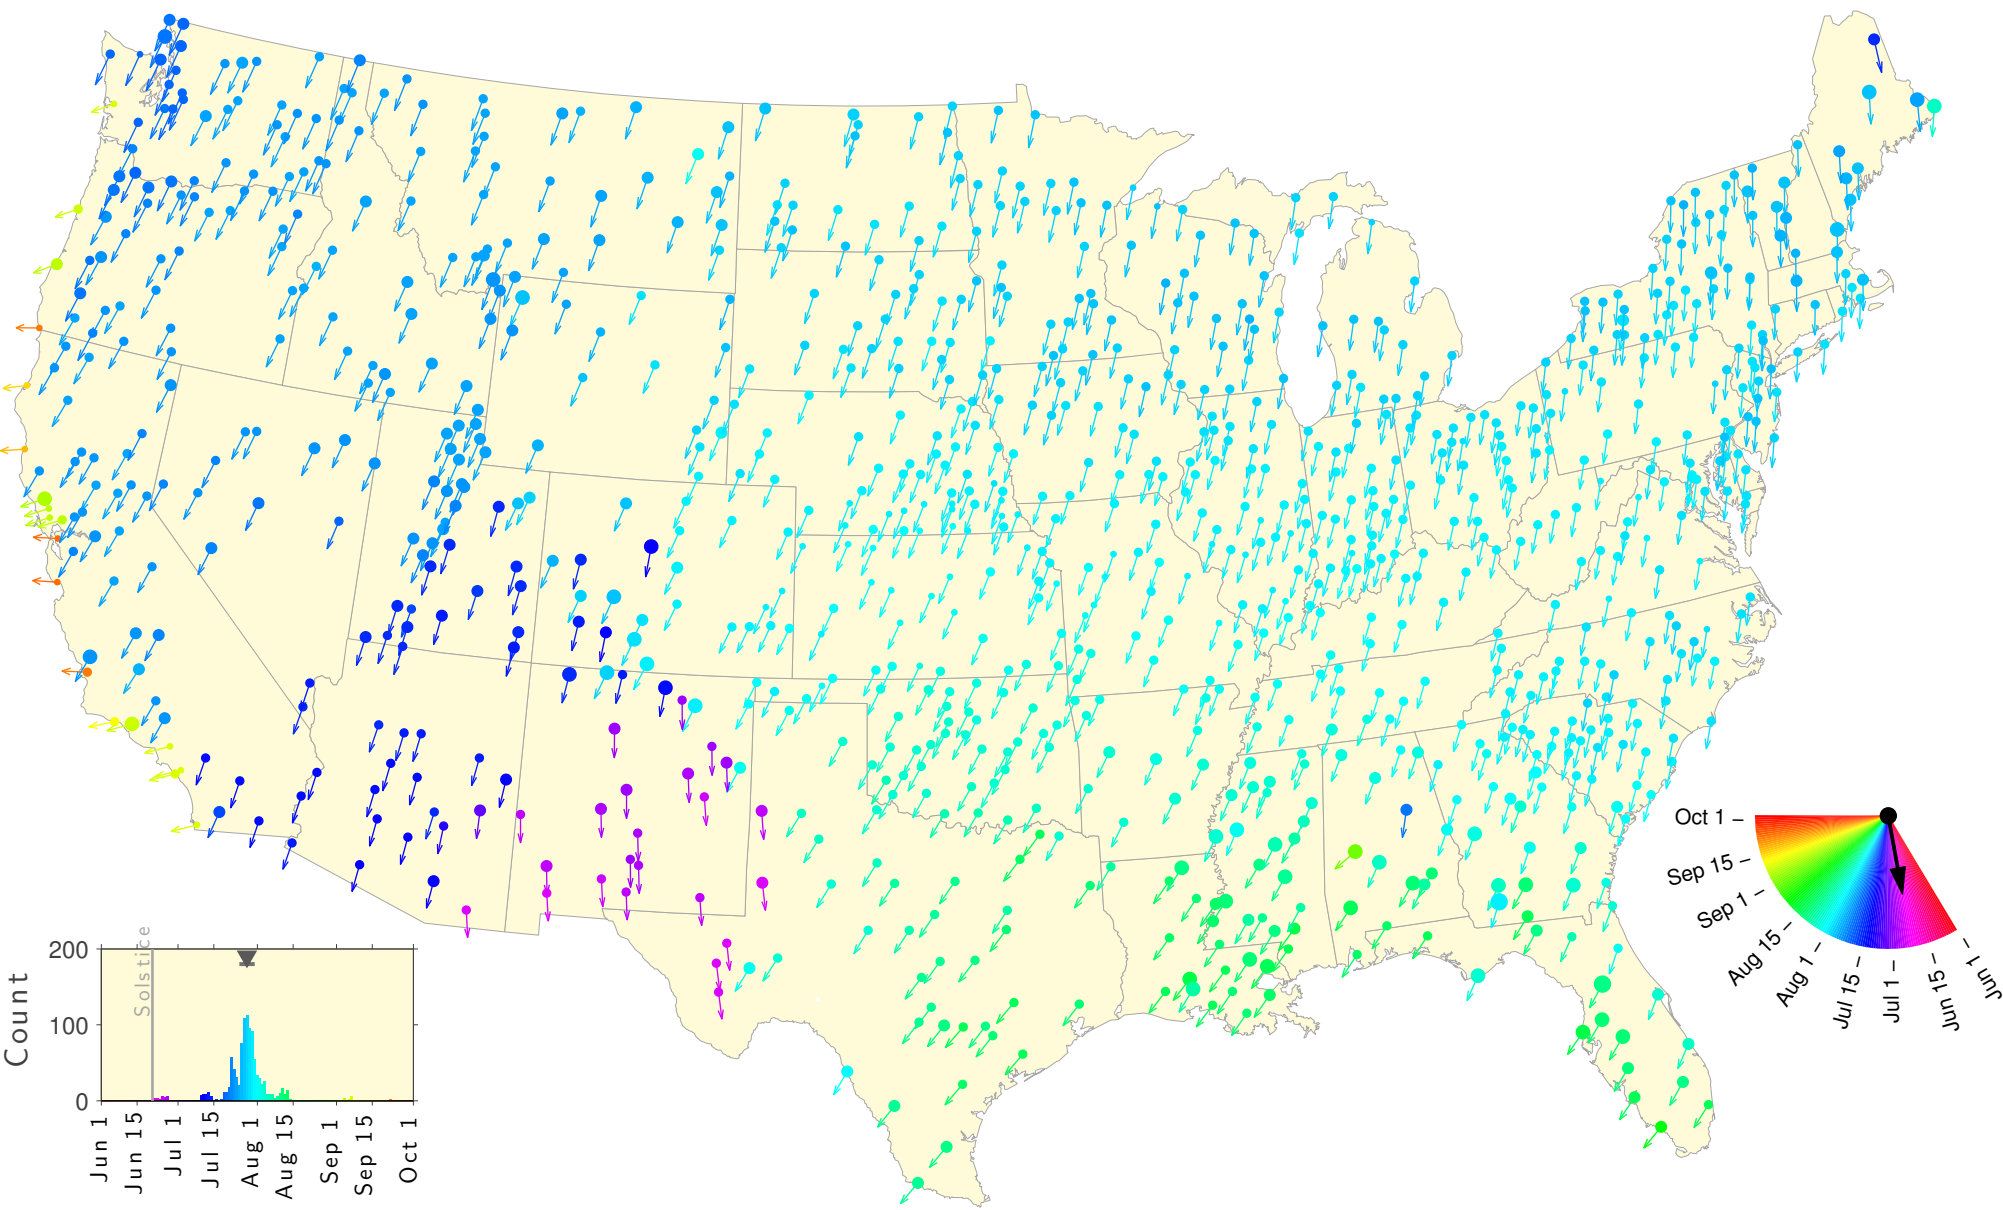 Oct 1 –
Sep 15 –
Sep 1 –
Aug 15 –
Aug 1 –
Jul 15 –
Jul 1 –
Jun 15 –
Jun 1 –
Solstice
Count
200
100
0
Jun 1
Jun 15
Jul 1
Jul 15
Aug 1
Aug 15
Sep 1
Sep 15
Oct 1